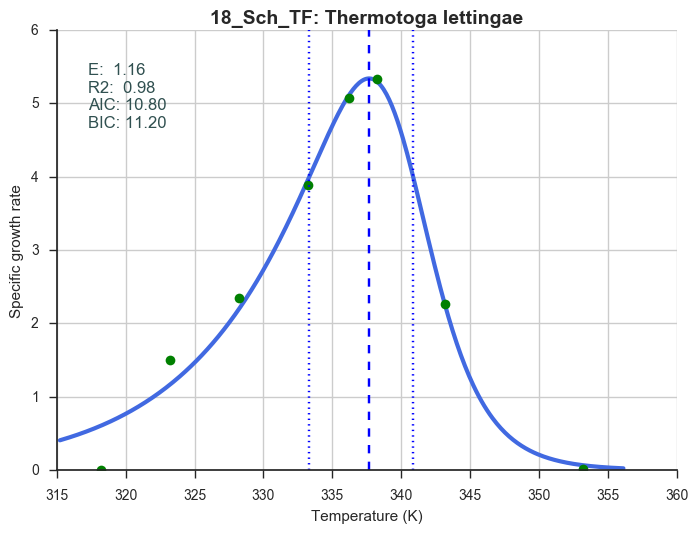 18_Sch_TF: Thermotoga lettingae
E:  1.16
R2:  0.98
AIC: 10.80
BIC: 11.20
Specific growth rate
6
5
4
3
2
1
0
315 320 325 330 335 340 345 350 355 360
Temperature (K)